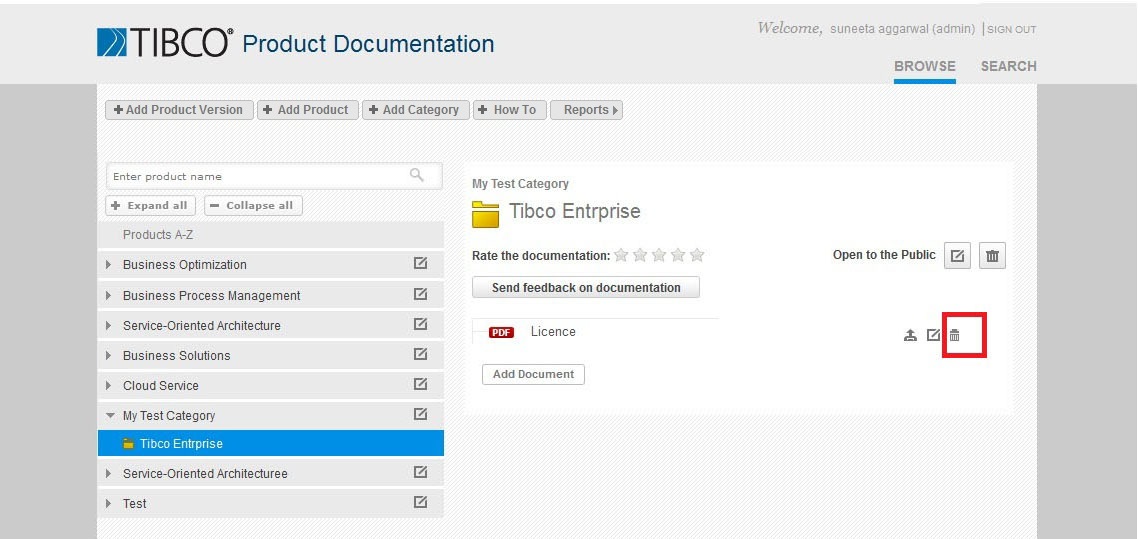 TIBCO® Product Documentation
Welcome, suneeta aggarwal (admin) | SIGN OUT
BROWSE SEARCH
+ Add Product Version + Add Product + Add Category + How To Reports
Enter product name
+ Expand all − Collapse all
Products A-Z
Business Optimization
Business Process Management
Service-Oriented Architecture
Business Solutions
Cloud Service
My Test Category
Tibco Entrprise
Service-Oriented Architecturee
Test
My Test Category
Tibco Entrprise
Rate the documentation:
Open to the Public
Send feedback on documentation
PDF Licence
Add Document